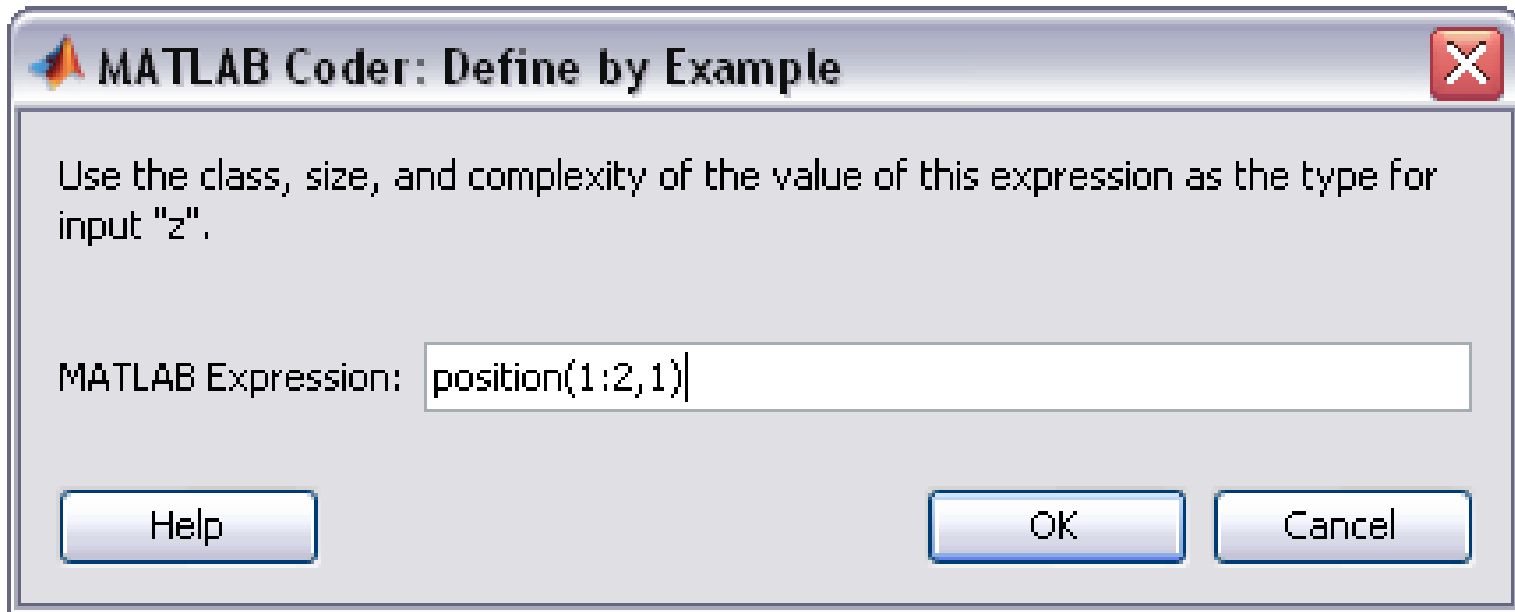 MATLAB Coder: Define by Example
Use the class, size, and complexity of the value of this expression as the type for
input "z".
MATLAB Expression: position(1:2,1)
Help OK Cancel